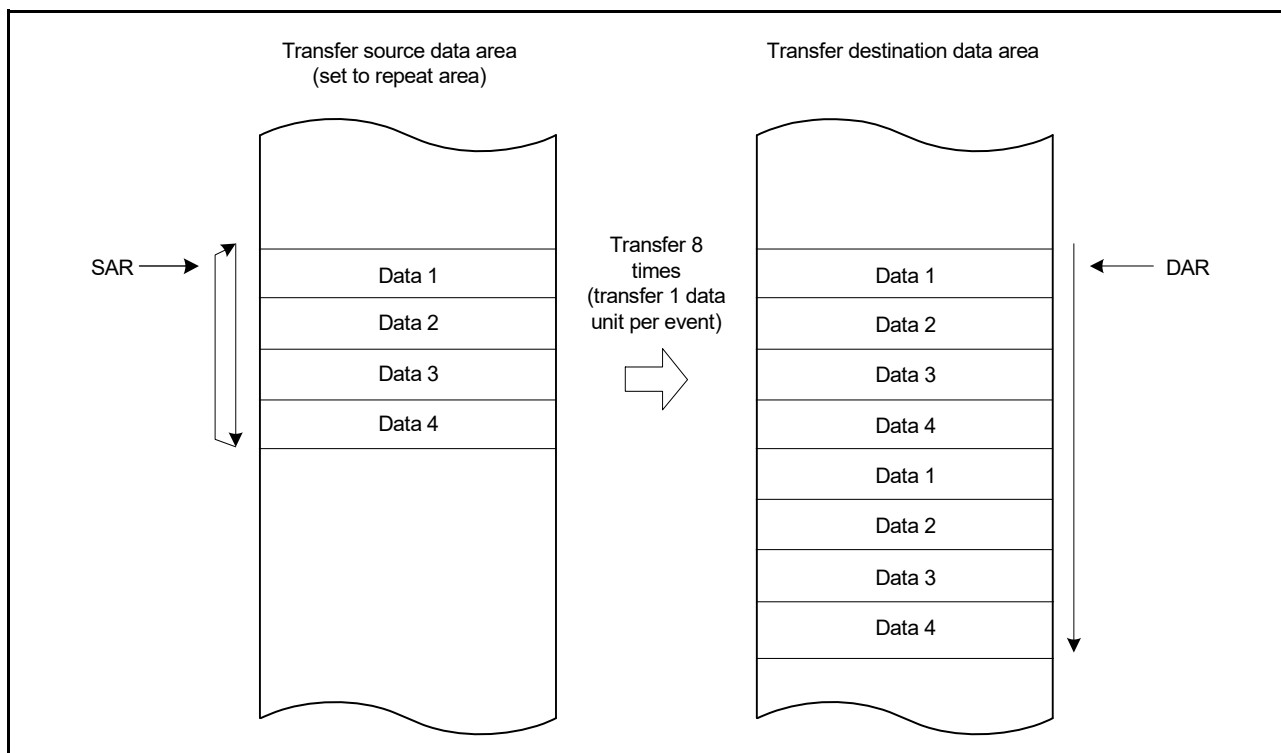 Transfer source data area
(set to repeat area)
Transfer destination data area
SAR
Data 1
Data 2
Data 3
Data 4
Transfer 8
times
(transfer 1 data
unit per event)
Data 1
Data 2
Data 3
Data 4
Data 1
Data 2
Data 3
Data 4
DAR